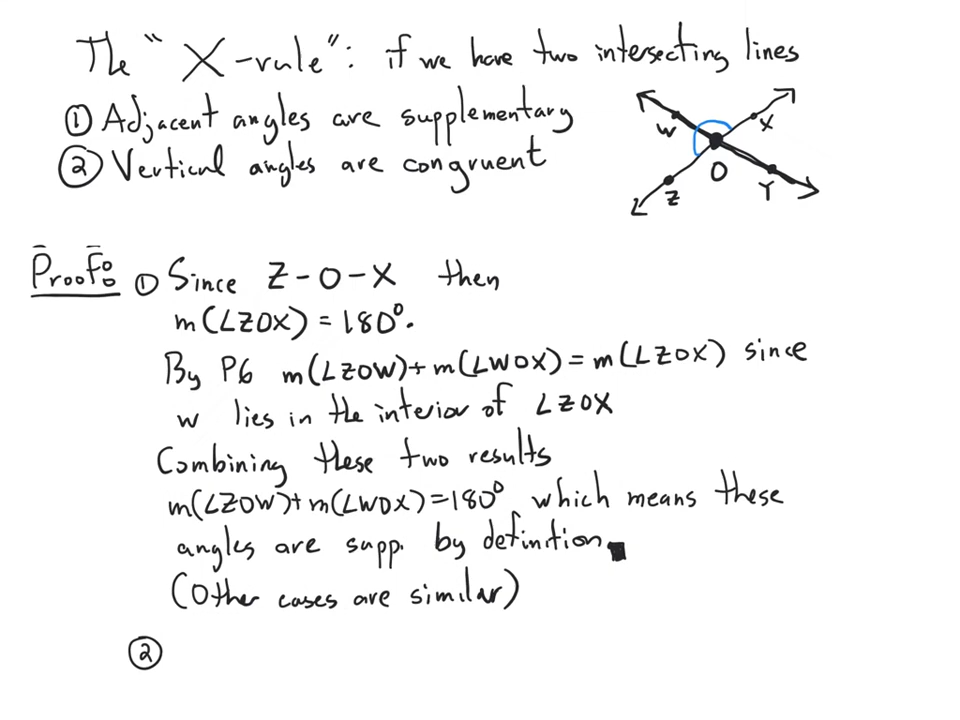 The "X-rule": if we have two intersecting lines
① Adjacent angles are supplementary
② Vertical angles are congruent
W
X
O
Z
Y
Proof: ① Since Z-O-X then
m(∠ZOX) = 180°.
By P6 m(∠ZOW)+m(∠WOX)=m(∠ZOX) since
W lies in the interior of ∠ZOX
Combining these two results
m(∠ZOW)+m(∠WOX)=180° which means these
angles are supp. by definition. ■
(Other cases are similar)
②